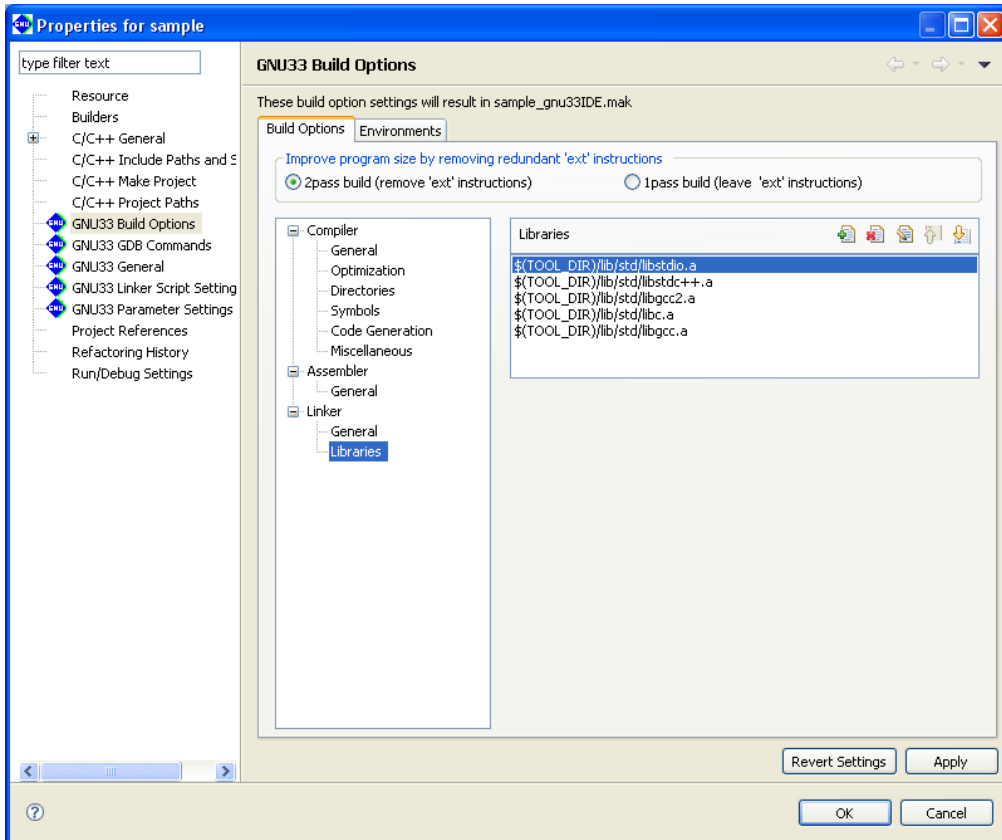 Properties for sample
type filter text
Resource
Builders
C/C++ General
C/C++ Include Paths and S
C/C++ Make Project
C/C++ Project Paths
GNU33 Build Options
GNU33 GDB Commands
GNU33 General
GNU33 Linker Script Setting
GNU33 Parameter Settings
Project References
Refactoring History
Run/Debug Settings
GNU33 Build Options
These build option settings will result in sample_gnu33IDE.mak
Build Options Environments
Improve program size by removing redundant 'ext' instructions
2pass build (remove 'ext' instructions) 1pass build (leave 'ext' instructions)
Compiler
General
Optimization
Directories
Symbols
Code Generation
Miscellaneous
Assembler
General
Linker
General
Libraries
Libraries
$(TOOL_DIR)/lib/std/libstdio.a
$(TOOL_DIR)/lib/std/libstdc++.a
$(TOOL_DIR)/lib/std/libgcc2.a
$(TOOL_DIR)/lib/std/libc.a
$(TOOL_DIR)/lib/std/libgcc.a
Revert Settings Apply
OK Cancel